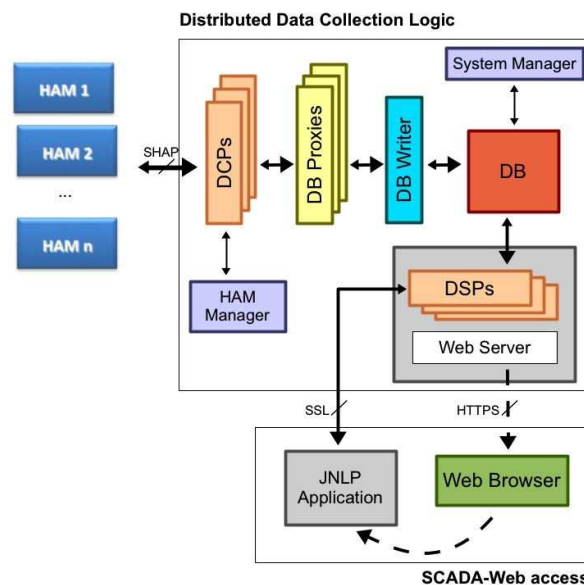 Distributed Data Collection Logic
HAM 1
HAM 2
...
HAM n
SHAP
DCPs
DB Proxies
DB Writer
System Manager
DB
HAM
Manager
DSPs
Web Server
SSL
HTTPS
JNLP
Application
Web Browser
SCADA-Web access